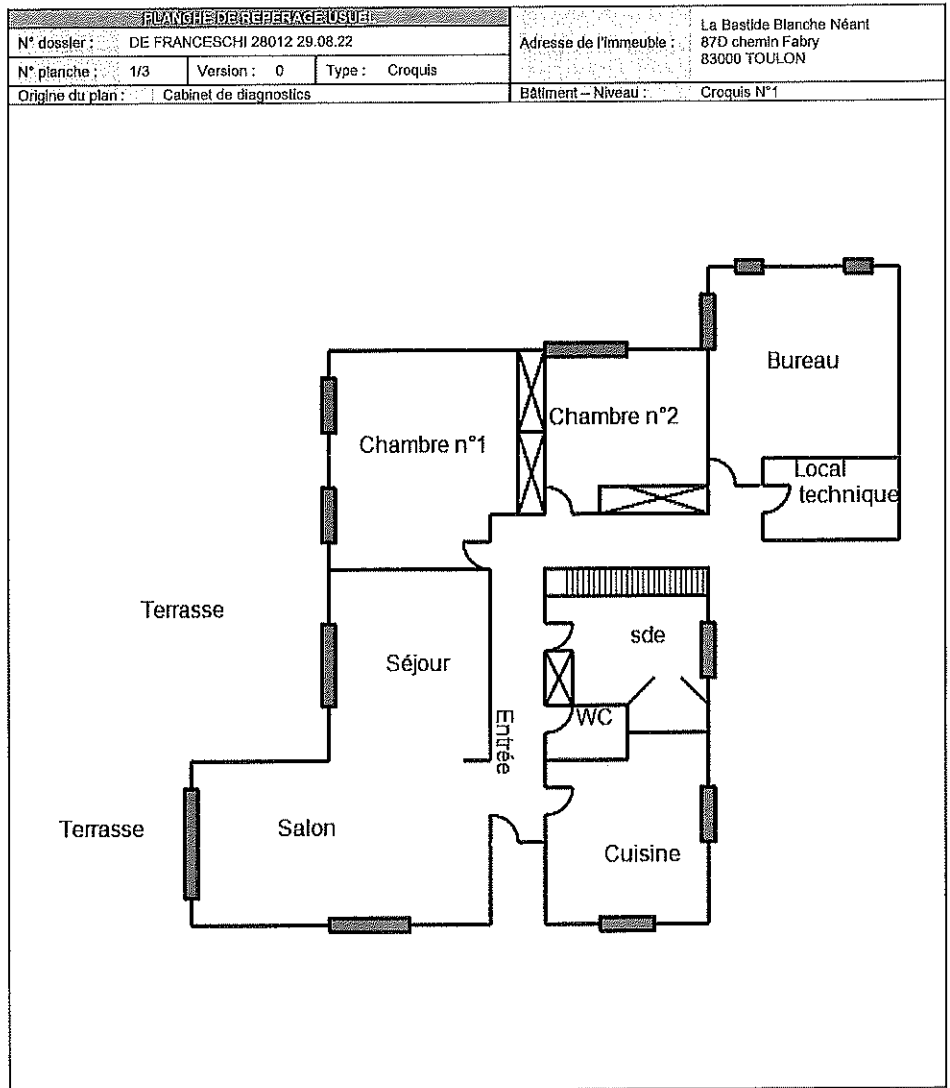 PLANCHE DE REPERAGE USUEL
N° dossier : DE FRANCESCHI 28012 29.08.22
Adresse de l'immeuble : La Bastide Blanche Néant
87D chemin Fabry
83000 TOULON
N° planche : 1/3 Version : 0 Type : Croquis
Origine du plan : Cabinet de diagnostics
Bâtiment – Niveau : Croquis N°1
Bureau
Chambre n°2
Chambre n°1
Local
technique
Terrasse
sde
Séjour
WC
Entrée
Terrasse
Salon
Cuisine